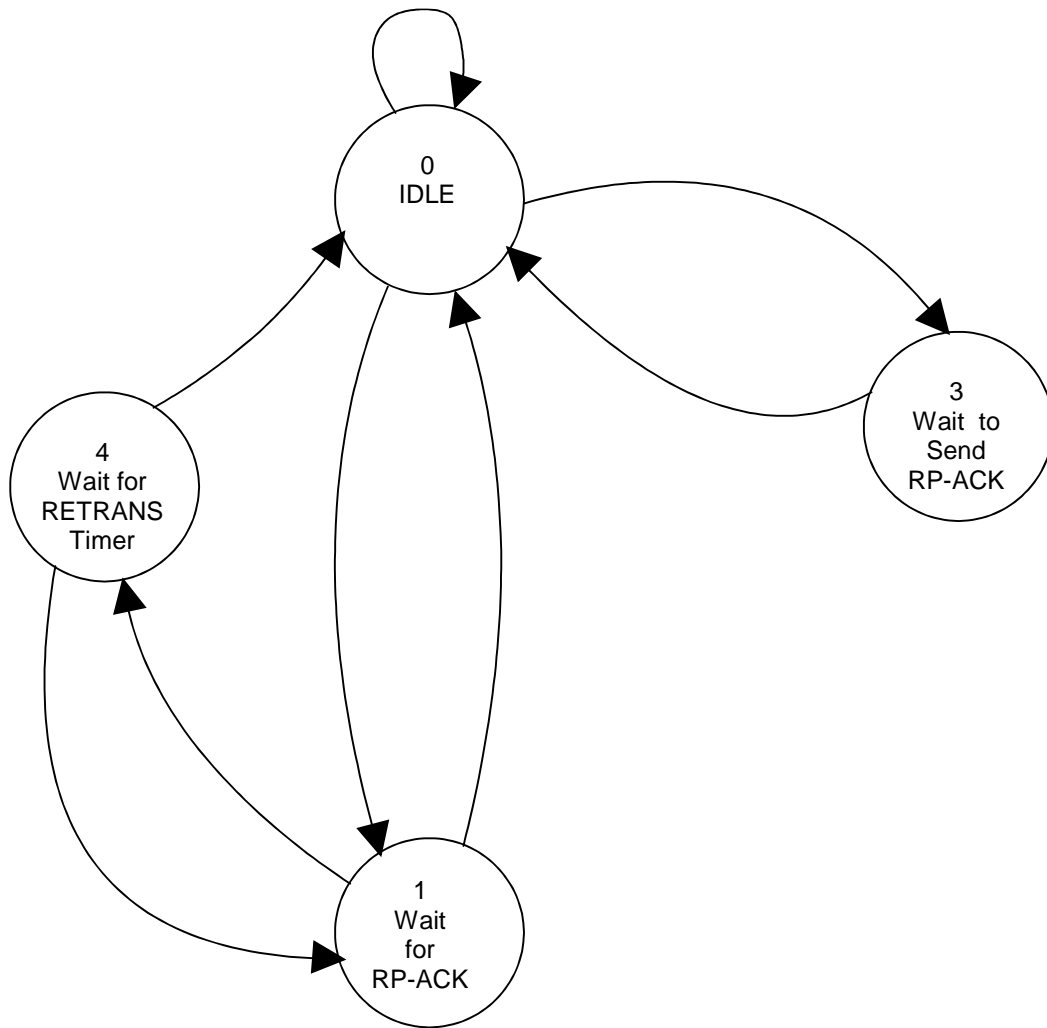 0
IDLE
3
Wait to
Send
RP-ACK
4
Wait for
RETRANS
Timer
1
Wait
for
RP-ACK